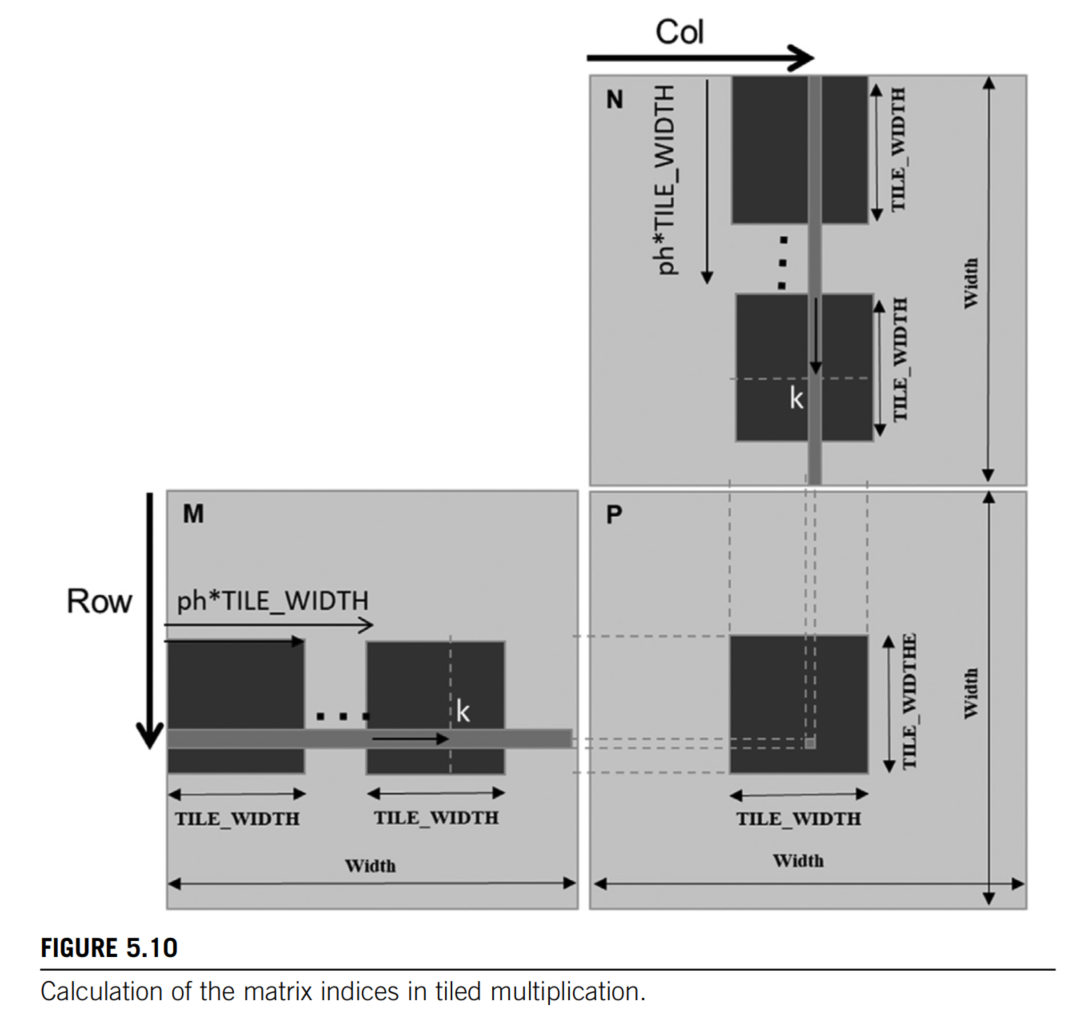 Col
N
ph*TILE_WIDTH
TILE_WIDTH
Width
k
TILE_WIDTH
M
P
Row
ph*TILE_WIDTH
k
TILE_WIDTHE
Width
TILE_WIDTH
TILE_WIDTH
TILE_WIDTH
Width
Width
FIGURE 5.10
Calculation of the matrix indices in tiled multiplication.